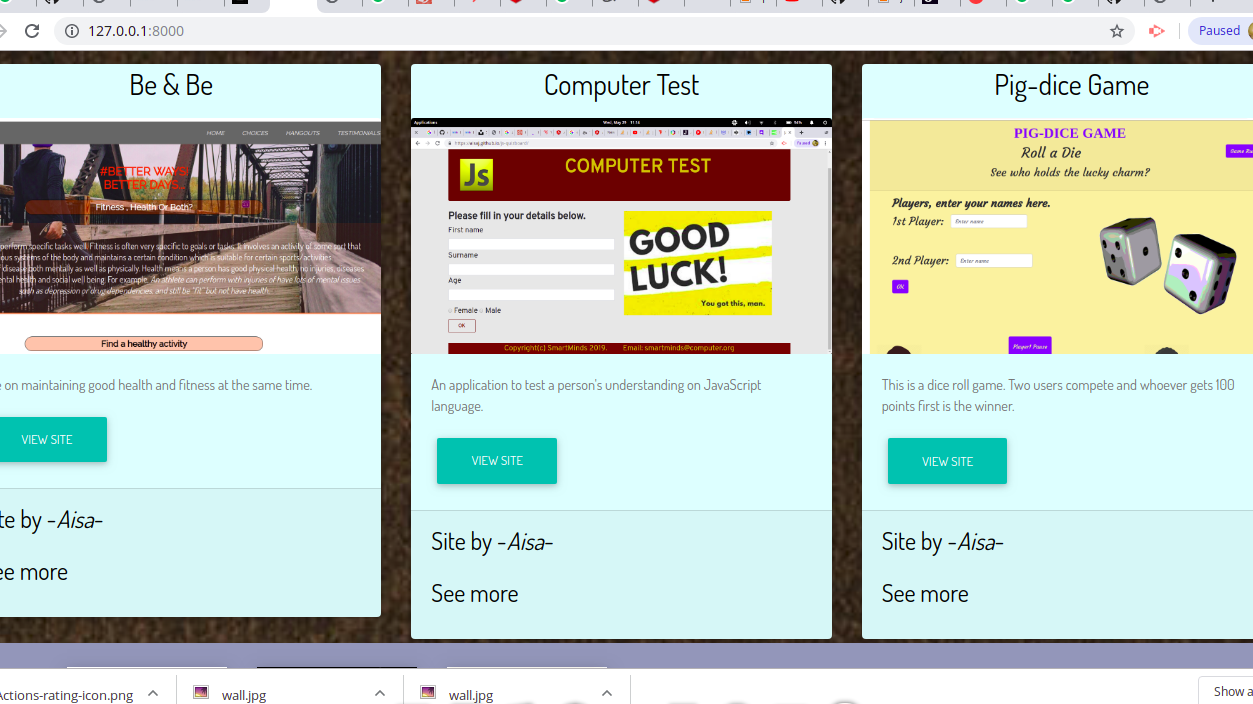 127.0.0.1:8000
Paused
Be & Be
HOME CHOICES HANGOUTS TESTIMONIALS
#BETTER WAYS
BETTER DAYS...
Fitness , Health Or Both?
perform specific tasks well. Fitness is often very specific to goals or tasks. It involves an activity of some sort that
ous systems of the body and maintains a certain condition which is suitable for certain sports/activities.
disease both mentally as well as physically. Health means a person has good physical health, no injuries, diseases
ental health and social well being. For example, An athlete can perform with injuries of have lots of mental issues
such as depression or drug dependencies, and still be "fit" but not have health.
Find a healthy activity
on maintaining good health and fitness at the same time.
VIEW SITE
Site by -Aisa-
See more
Computer Test
Applications
Wed, May 29
Paused
JS
COMPUTER TEST
Please fill in your details below.
First name
Surname
Age
Female Male
OK
GOOD
LUCK!
You got this, man.
Copyright(c) SmartMinds 2019. Email: smartminds@computer.org
An application to test a person's understanding on JavaScript
language.
VIEW SITE
Site by -Aisa-
See more
Pig-dice Game
PIG-DICE GAME
Roll a Die
See who holds the lucky charm?
Game Ru
Players, enter your names here.
1st Player: Enter name
2nd Player: Enter name
OK
Player1 Pause
This is a dice roll game. Two users compete and whoever gets 100
points first is the winner.
VIEW SITE
Site by -Aisa-
See more
Actions-rating-icon.png
wall.jpg
wall.jpg
Show a